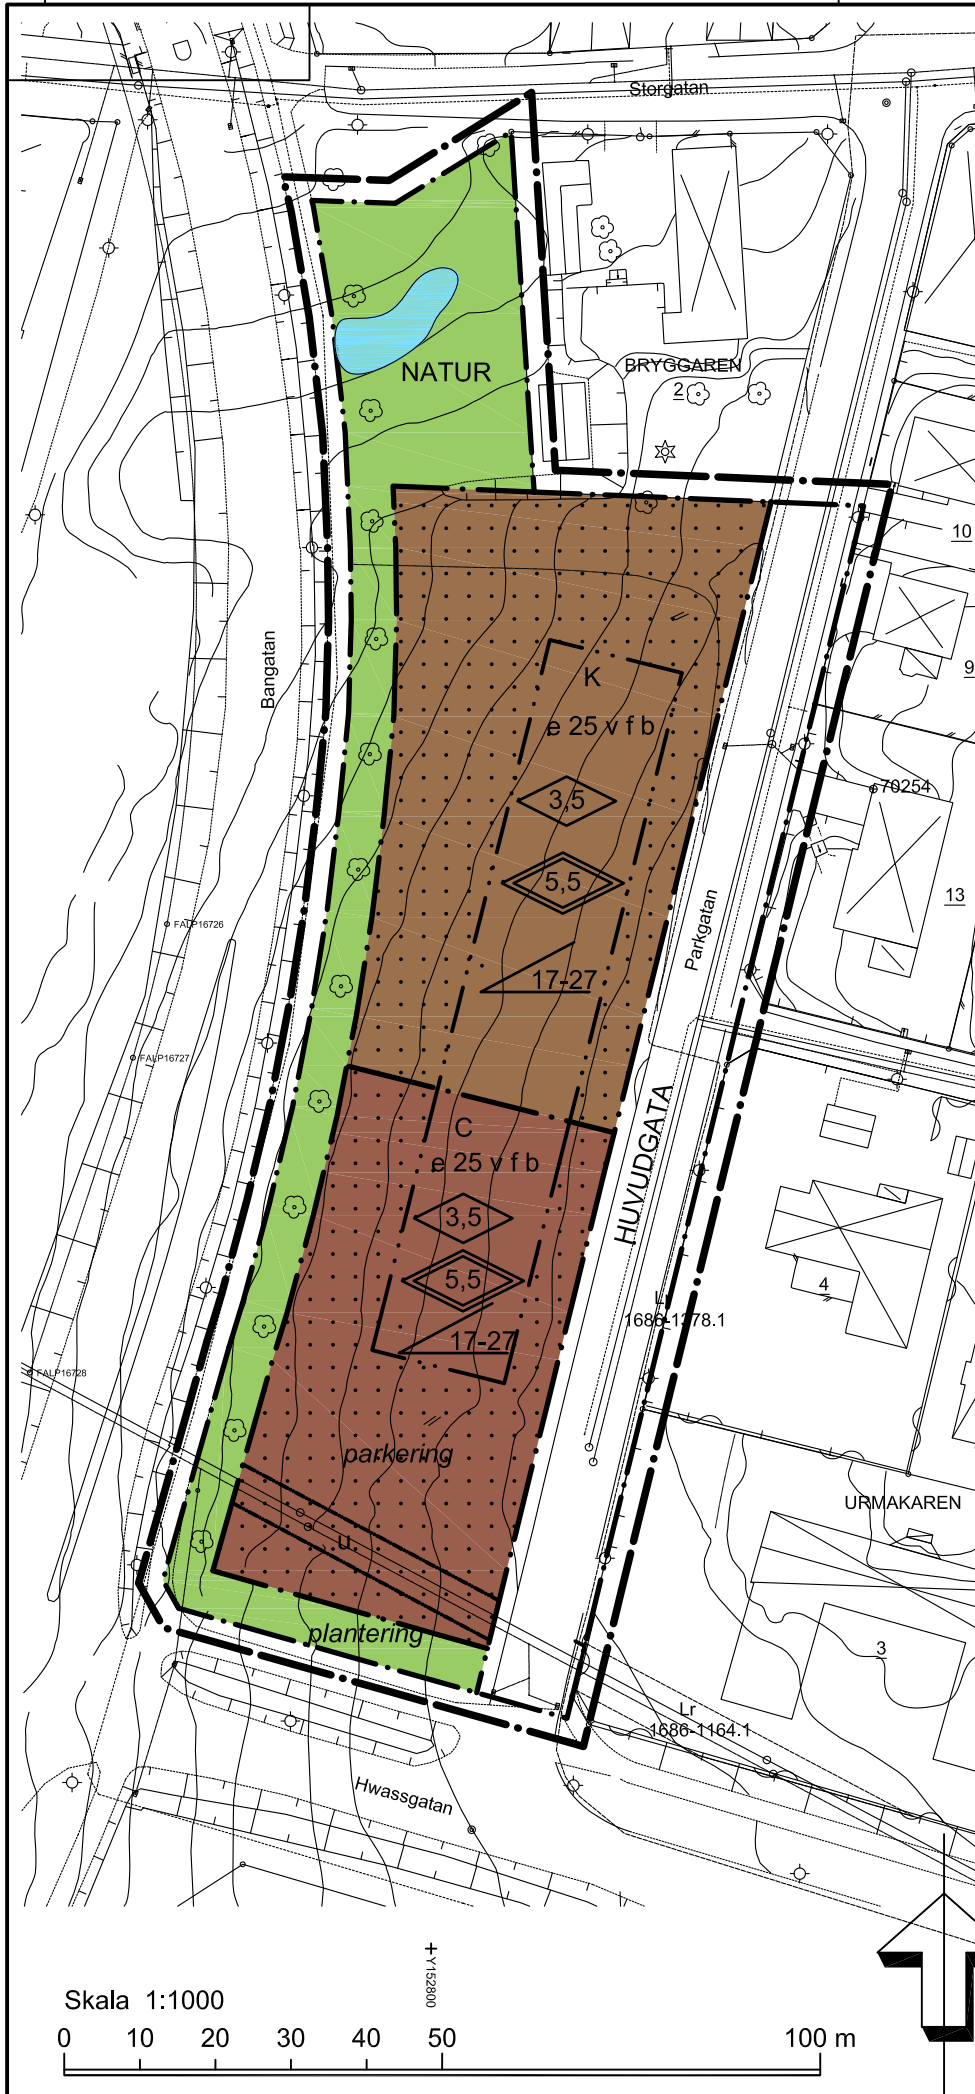 Storgatan
NATUR
BRYGGAREN
2
10
Bangatan
9
K
e 25 v f b
3,5
70254
5,5
13
FALP16726
Parkgatan
17-27
FALP16727
HUVUDGATA
C
e 25 v f b
3,5
5,5
4
Lr
1686-1378.1
17-27
FALP16728
parkering
URMAKAREN
u
plantering
3
Lr
1686-1164.1
Hwassgatan
Y152800
Skala 1:1000
0 10 20 30 40 50 100 m